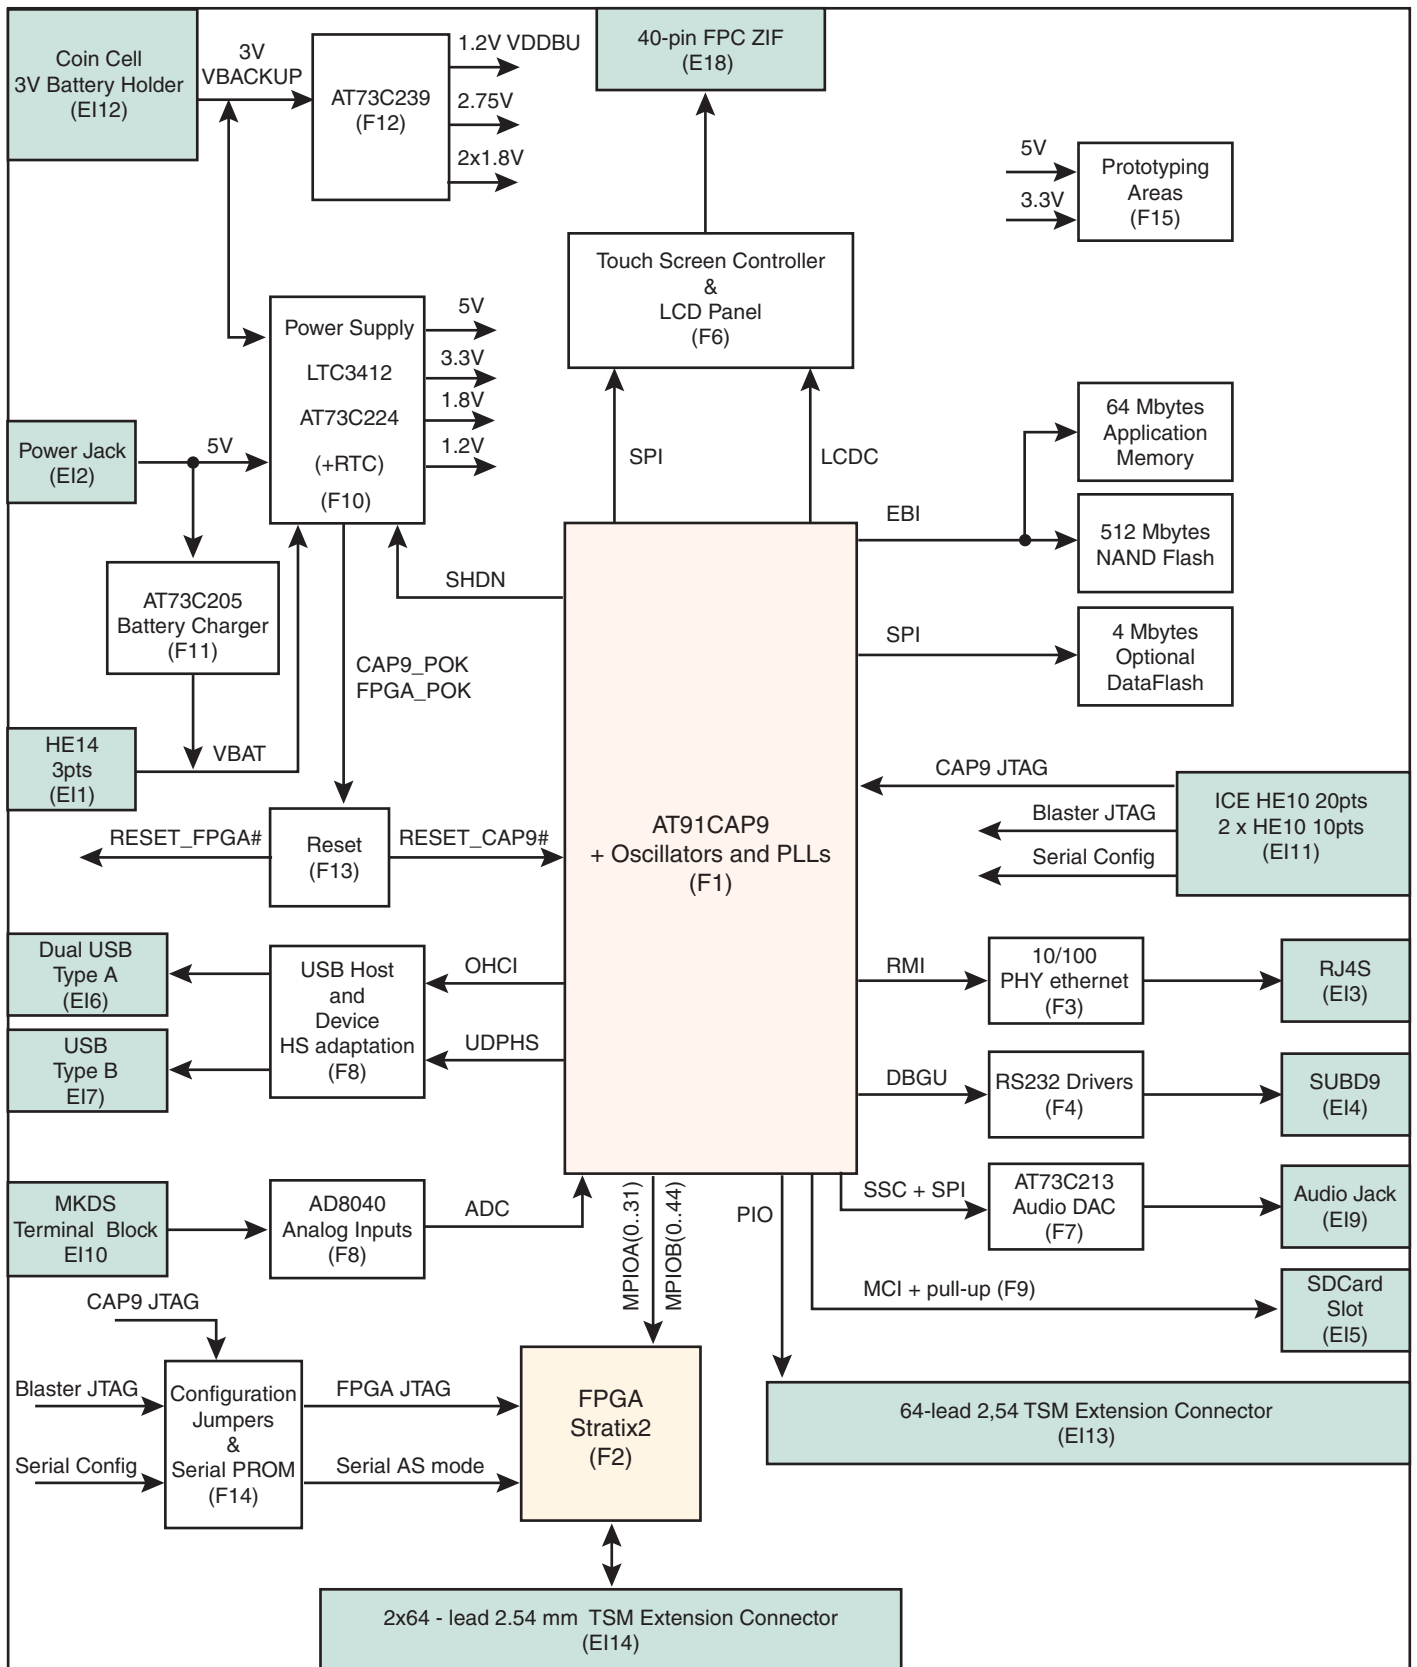 Coin Cell
3V Battery Holder
(EI12)
3V
VBACKUP
AT73C239
(F12)
1.2V VDDBU
2.75V
2x1.8V
40-pin FPC ZIF
(E18)
5V
3.3V
Prototyping
Areas
(F15)
Touch Screen Controller
&
LCD Panel
(F6)
Power Supply
LTC3412
AT73C224
(+RTC)
(F10)
5V
3.3V
1.8V
1.2V
Power Jack
(EI2)
5V
SPI
LCDC
64 Mbytes
Application
Memory
EBI
512 Mbytes
NAND Flash
SHDN
AT73C205
Battery Charger
(F11)
SPI
4 Mbytes
Optional
DataFlash
CAP9_POK
FPGA_POK
HE14
3pts
(EI1)
VBAT
CAP9 JTAG
Blaster JTAG
Serial Config
ICE HE10 20pts
2 x HE10 10pts
(EI11)
AT91CAP9
+ Oscillators and PLLs
(F1)
RESET_FPGA#
Reset
(F13)
RESET_CAP9#
Dual USB
Type A
(EI6)
USB
Type B
EI7)
USB Host
and
Device
HS adaptation
(F8)
OHCI
UDPHS
RMI
10/100
PHY ethernet
(F3)
RJ4S
(EI3)
DBGU
RS232 Drivers
(F4)
SUBD9
(EI4)
MKDS
Terminal Block
EI10
AD8040
Analog Inputs
(F8)
ADC
MPIOA(0..31)
MPIOB(0..44)
PIO
SSC + SPI
AT73C213
Audio DAC
(F7)
Audio Jack
(EI9)
MCI + pull-up (F9)
SDCard
Slot
(EI5)
CAP9 JTAG
Blaster JTAG
Serial Config
Configuration
Jumpers
&
Serial PROM
(F14)
FPGA JTAG
Serial AS mode
FPGA
Stratix2
(F2)
64-lead 2,54 TSM Extension Connector
(EI13)
2x64 - lead 2.54 mm TSM Extension Connector
(EI14)